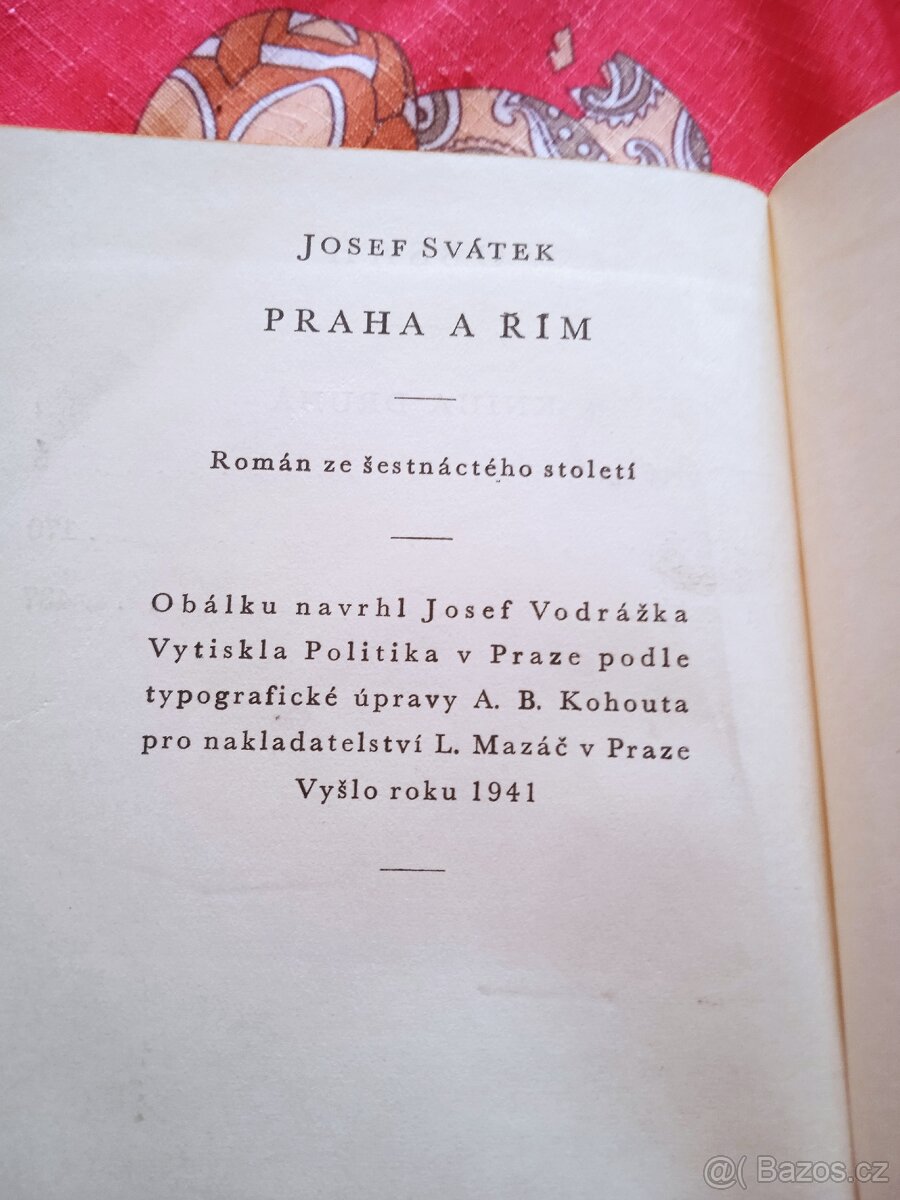 JOSEF SVÁTEK
PRAHA A ŘÍM
Román ze šestnáctého století
Obálku navrhl Josef Vodrážka
Vytiskla Politika v Praze podle
typografické úpravy A. B. Kohouta
pro nakladatelství L. Mazáč v Praze
Vyšlo roku 1941
@( Bazos.cz